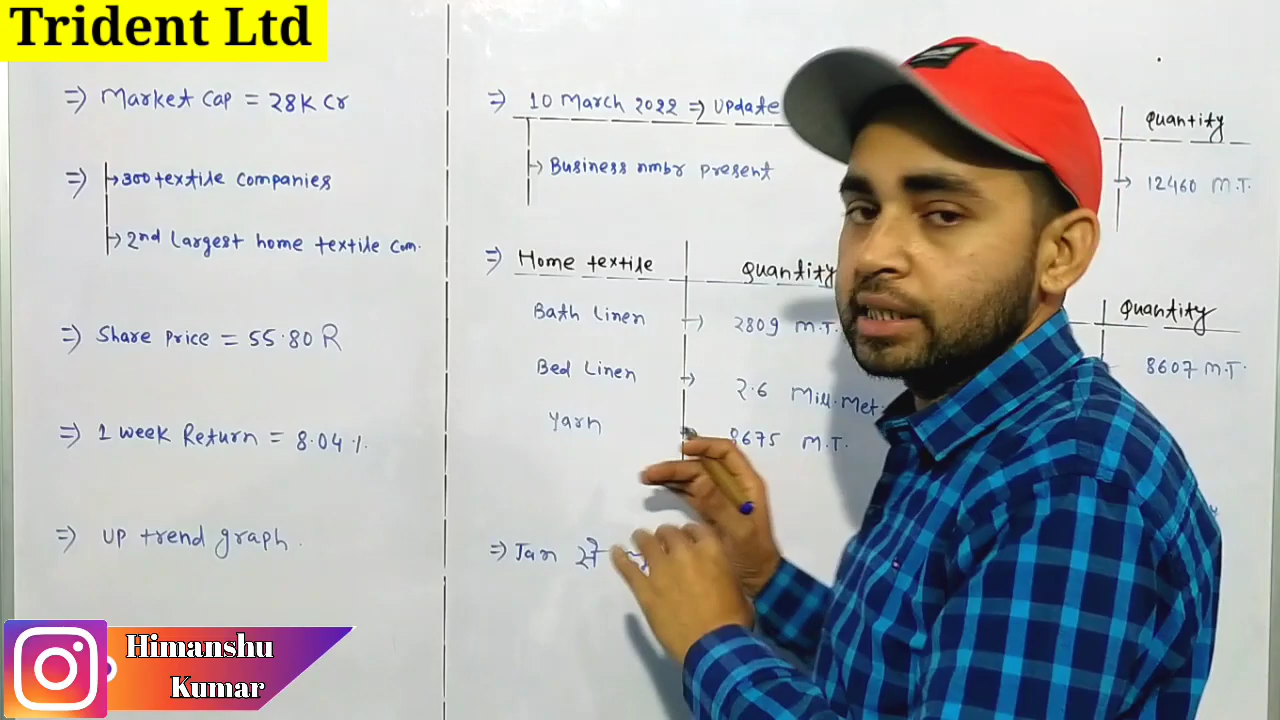 Trident Ltd
⇒ Market Cap = 28K Cr
⇒ → 300 textile companies
→ 2nd Largest home textile com.
⇒ Share Price = 55.80 R
⇒ 1 week Return = 8.04 %.
⇒ up trend graph.
⇒ 10 March 2022 ⇒ Update
→ Business nmbr present
⇒ Home textile Quantity
Bath Linen → 2809 M.T.
Bed Linen → 2.6 Mill. Met.
Yarn → 8675 M.T.
⇒ Jan से
Quantity
→ 12460 M.T.
Quantity
8607 M.T.
Himanshu
Kumar